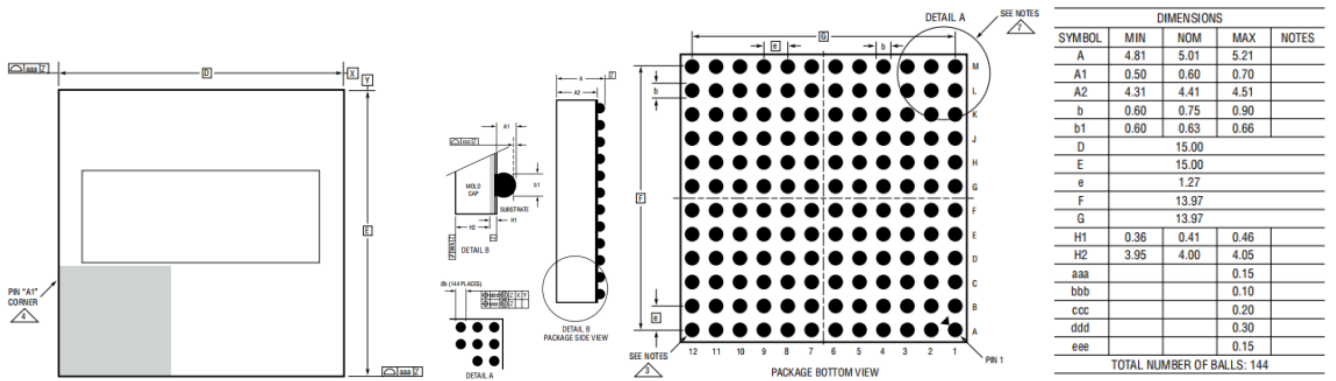 aaa Z
D
X
Y
E
PIN "A1"
CORNER
4
aaa Z
A
A2
A1
MOLD
CAP
b1
SUBSTRATE
H1
H2
DETAIL B
Øb (144 PLACES)
DETAIL A
DETAIL B
PACKAGE SIDE VIEW
DETAIL A
SEE NOTES
7
G
e
b
b
F
e
M
L
K
J
H
G
F
E
D
C
B
A
12 11 10 9 8 7 6 5 4 3 2 1
PIN 1
SEE NOTES
3
PACKAGE BOTTOM VIEW
DIMENSIONS
SYMBOL MIN NOM MAX NOTES
A 4.81 5.01 5.21
A1 0.50 0.60 0.70
A2 4.31 4.41 4.51
b 0.60 0.75 0.90
b1 0.60 0.63 0.66
D 15.00
E 15.00
e 1.27
F 13.97
G 13.97
H1 0.36 0.41 0.46
H2 3.95 4.00 4.05
aaa 0.15
bbb 0.10
ccc 0.20
ddd 0.30
eee 0.15
TOTAL NUMBER OF BALLS: 144